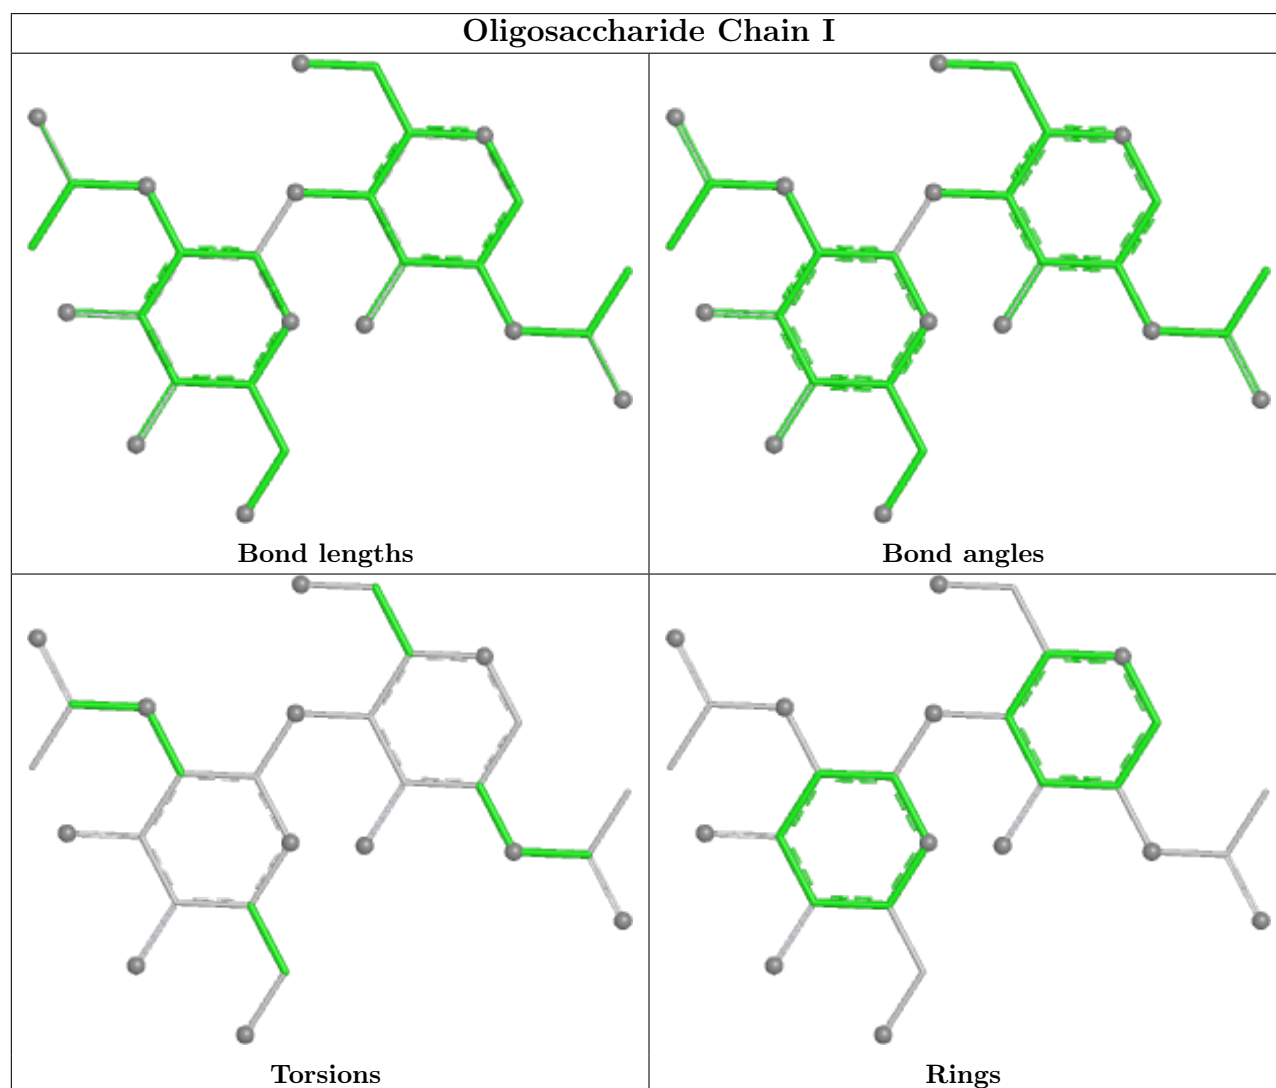 Oligosaccharide Chain I
Bond lengths
Bond angles
Torsions
Rings